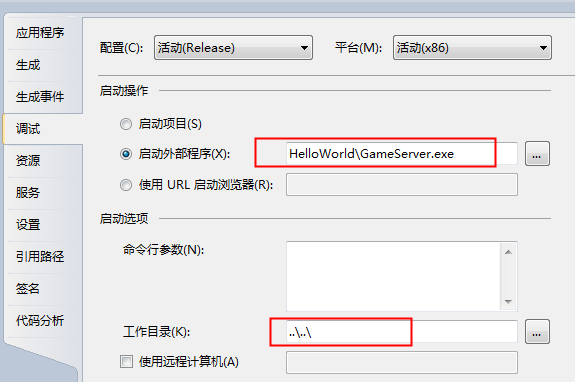 应用程序
生成
生成事件
调试
资源
服务
设置
引用路径
签名
代码分析
配置(C): 活动(Release) 平台(M): 活动(x86)
启动操作
启动项目(S)
启动外部程序(X): HelloWorld\GameServer.exe ...
使用 URL 启动浏览器(R):
启动选项
命令行参数(N):
工作目录(K): ..\..\ ...
使用远程计算机(A)